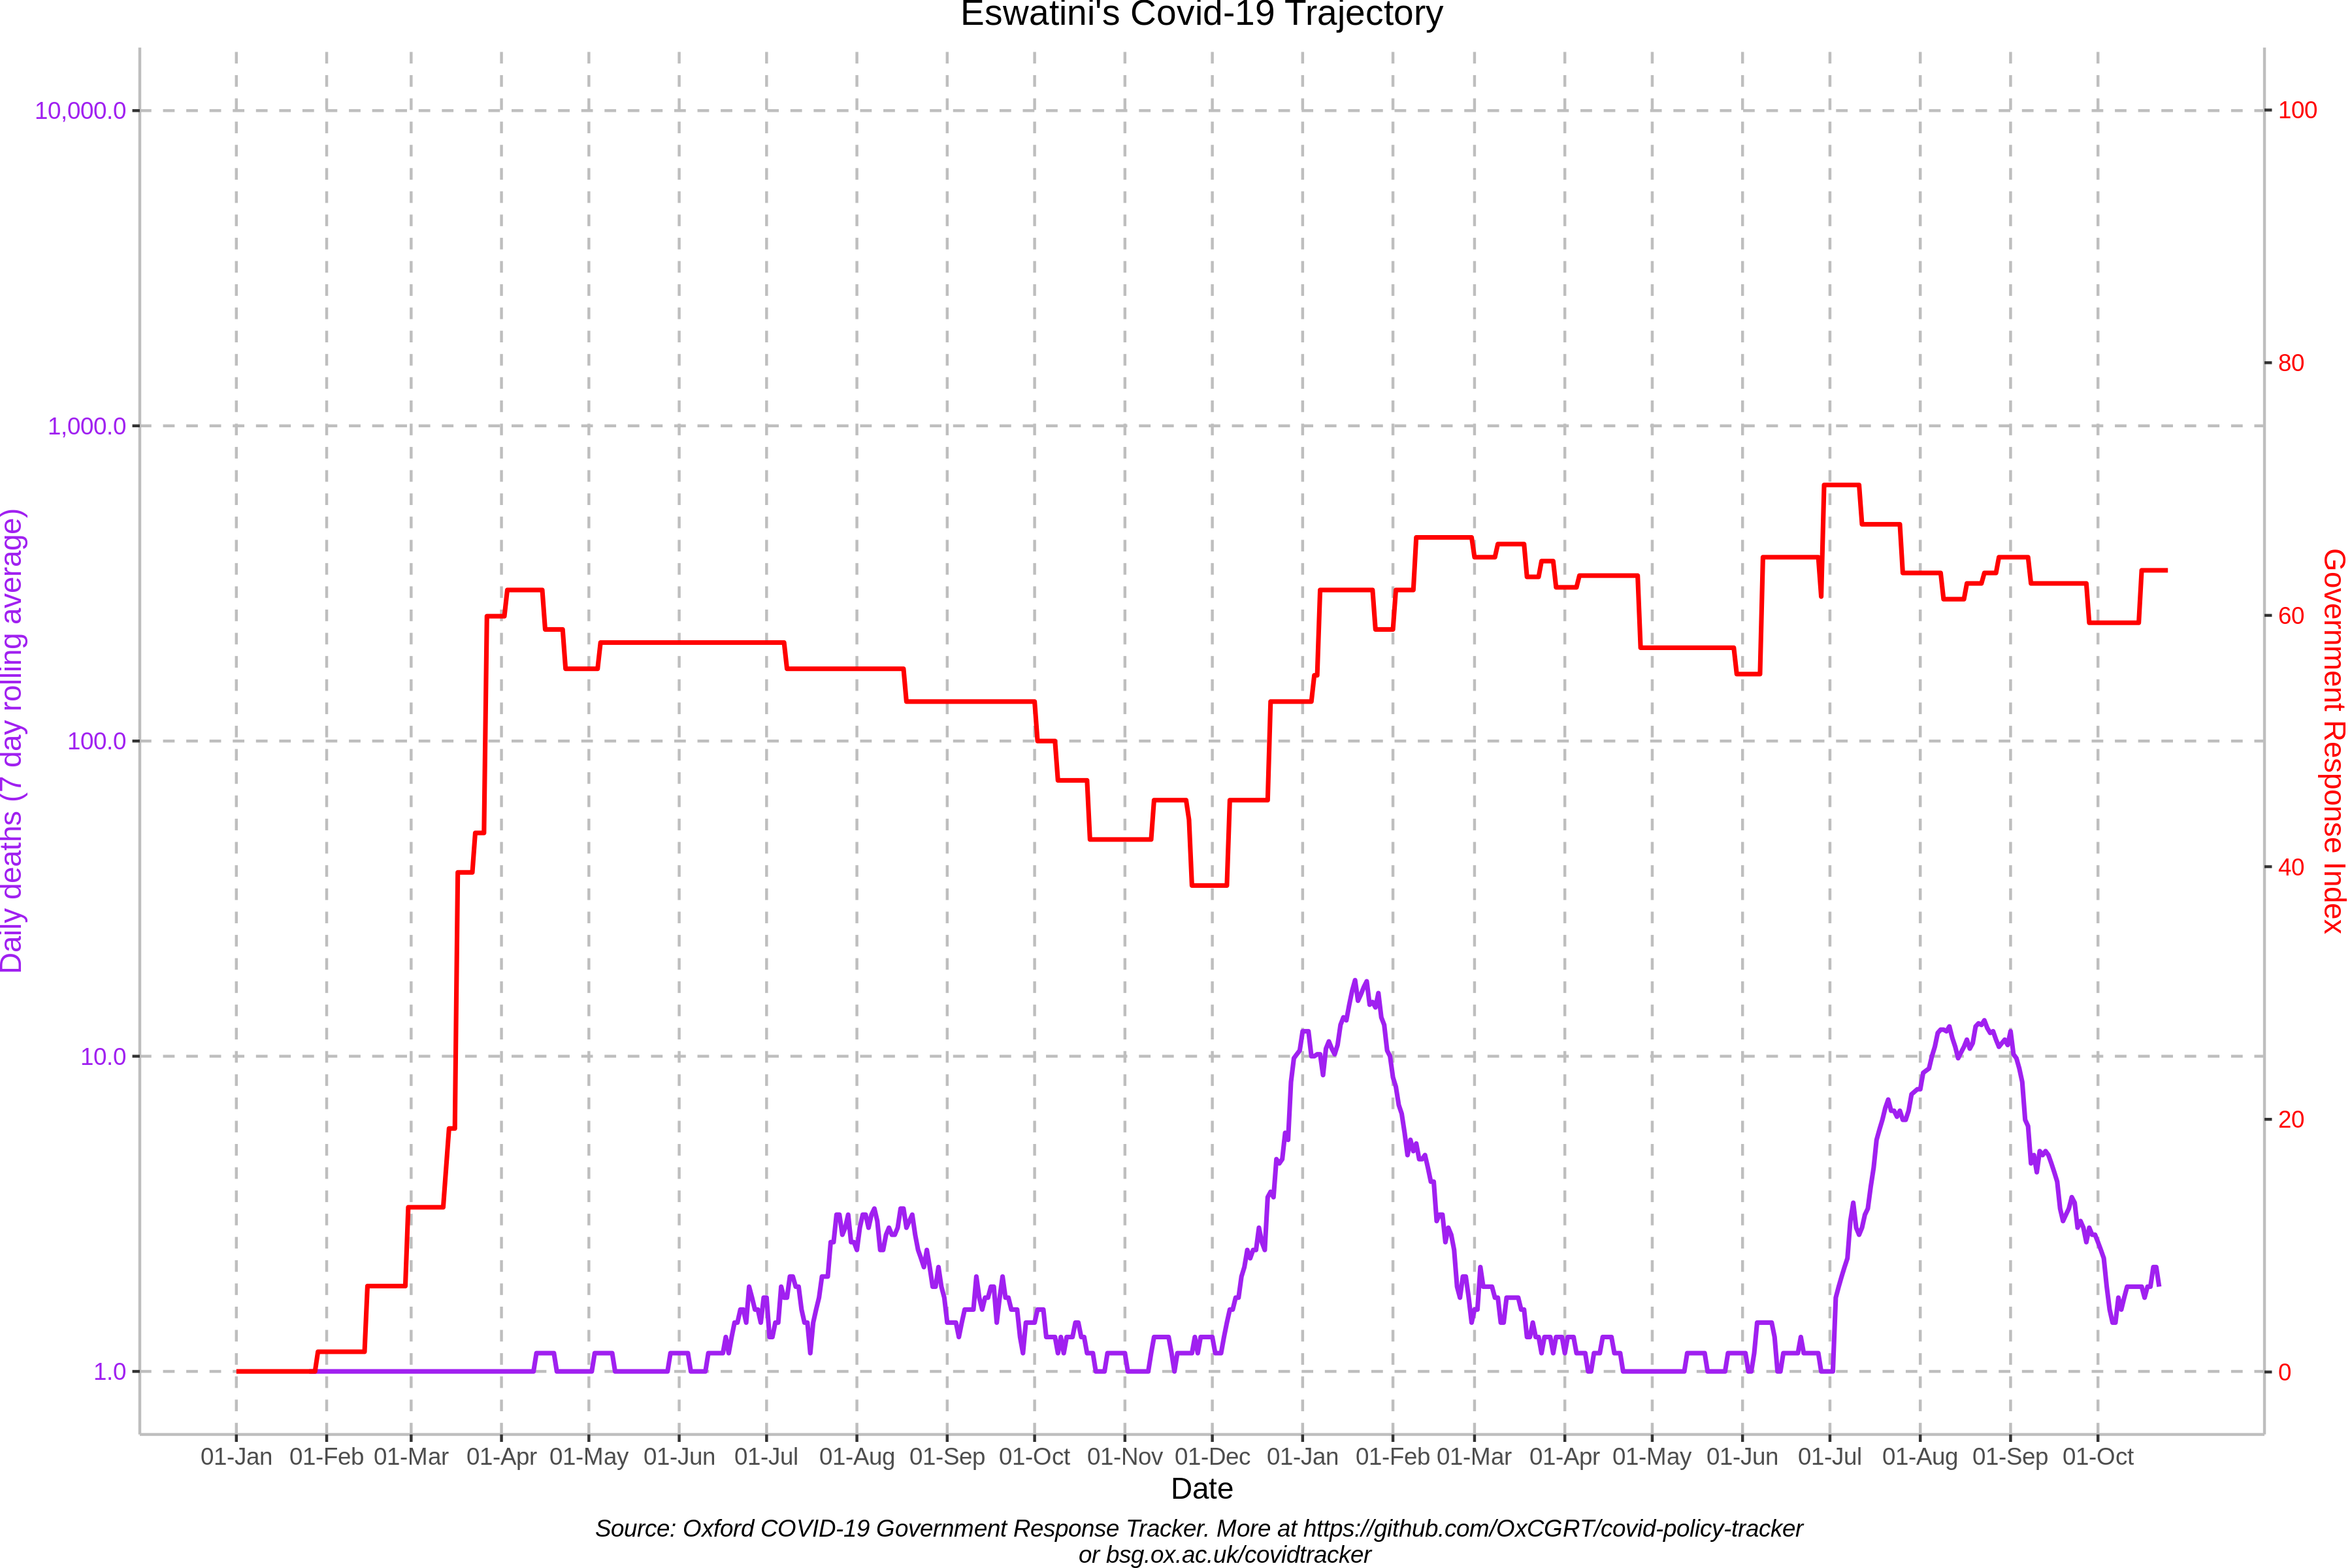 Eswatini's Covid-19 Trajectory
10,000.0
1,000.0
100.0
10.0
1.0
Daily deaths (7 day rolling average)
100
80
60
40
20
0
Government Response Index
01-Jan 01-Feb 01-Mar 01-Apr 01-May 01-Jun 01-Jul 01-Aug 01-Sep 01-Oct 01-Nov 01-Dec 01-Jan 01-Feb 01-Mar 01-Apr 01-May 01-Jun 01-Jul 01-Aug 01-Sep 01-Oct
Date
Source: Oxford COVID-19 Government Response Tracker. More at https://github.com/OxCGRT/covid-policy-tracker
or bsg.ox.ac.uk/covidtracker